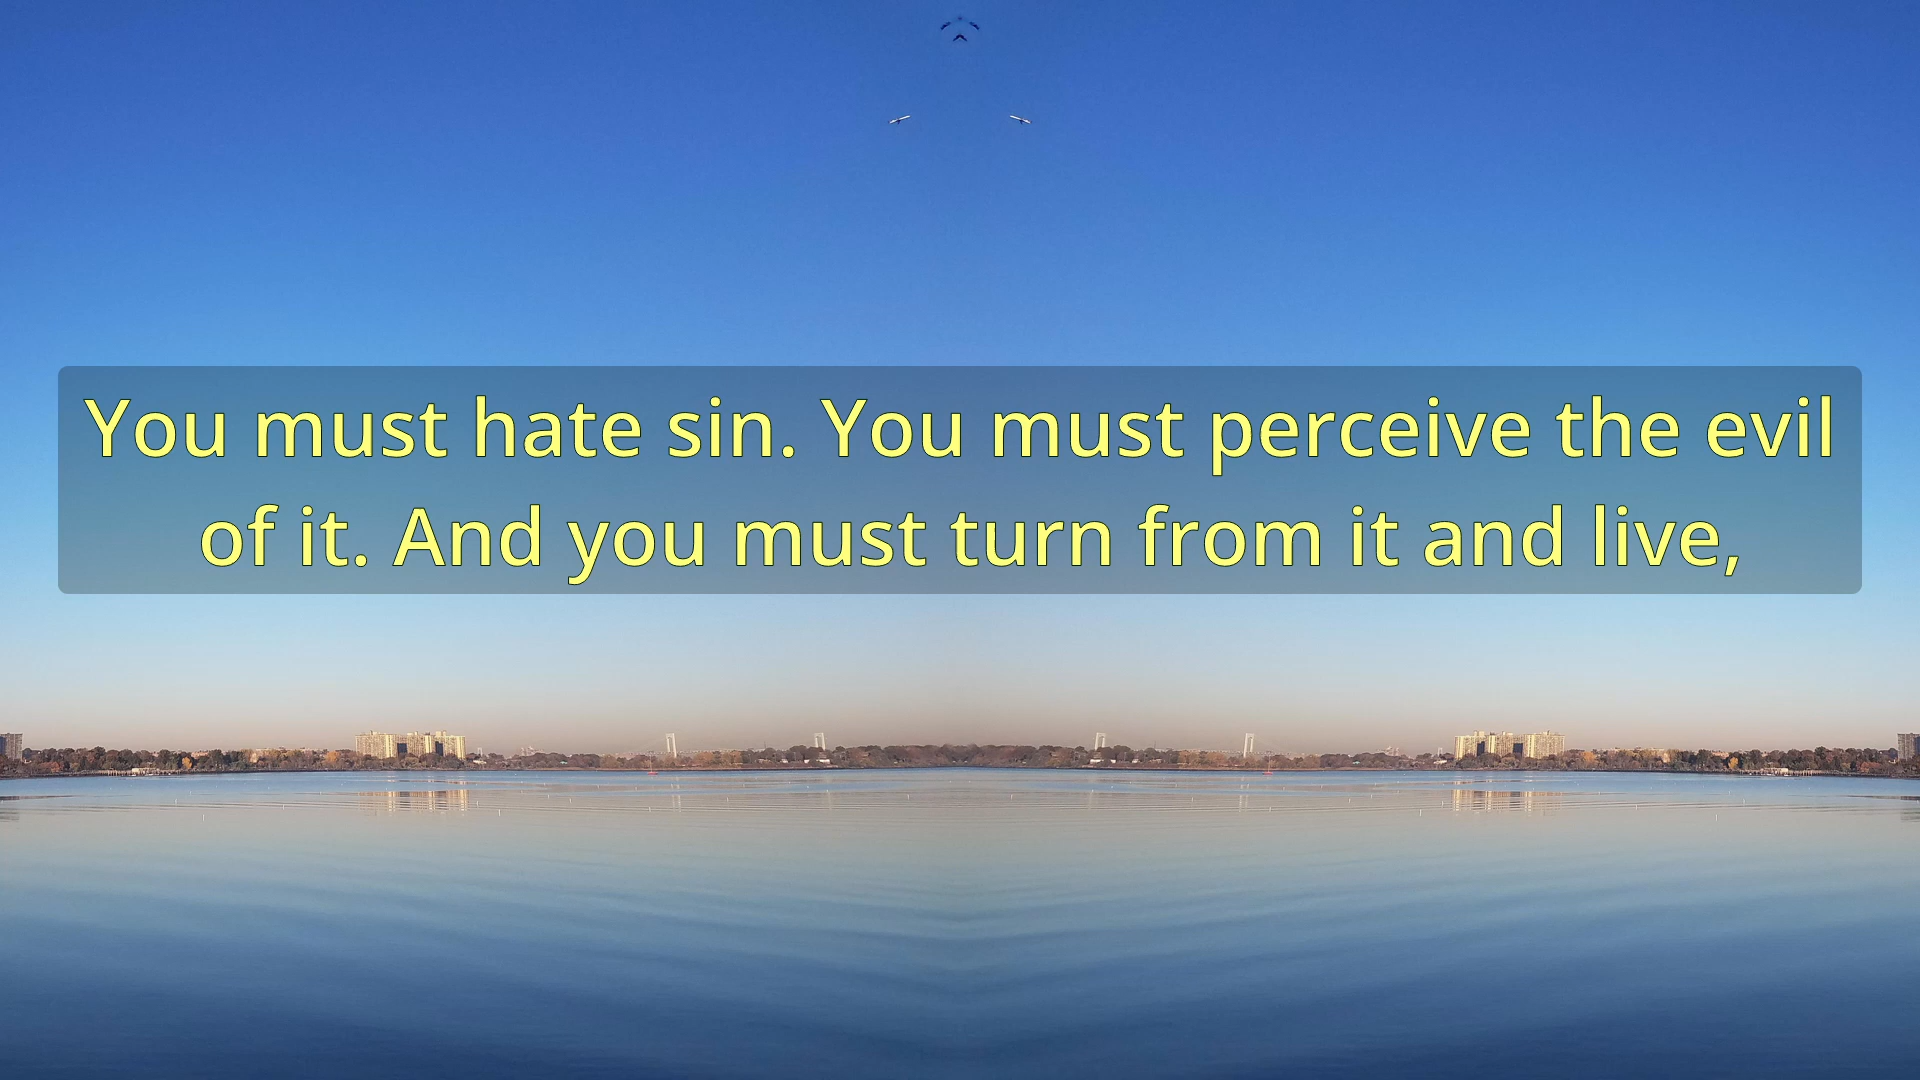 You must hate sin. You must perceive the evil
of it. And you must turn from it and live,